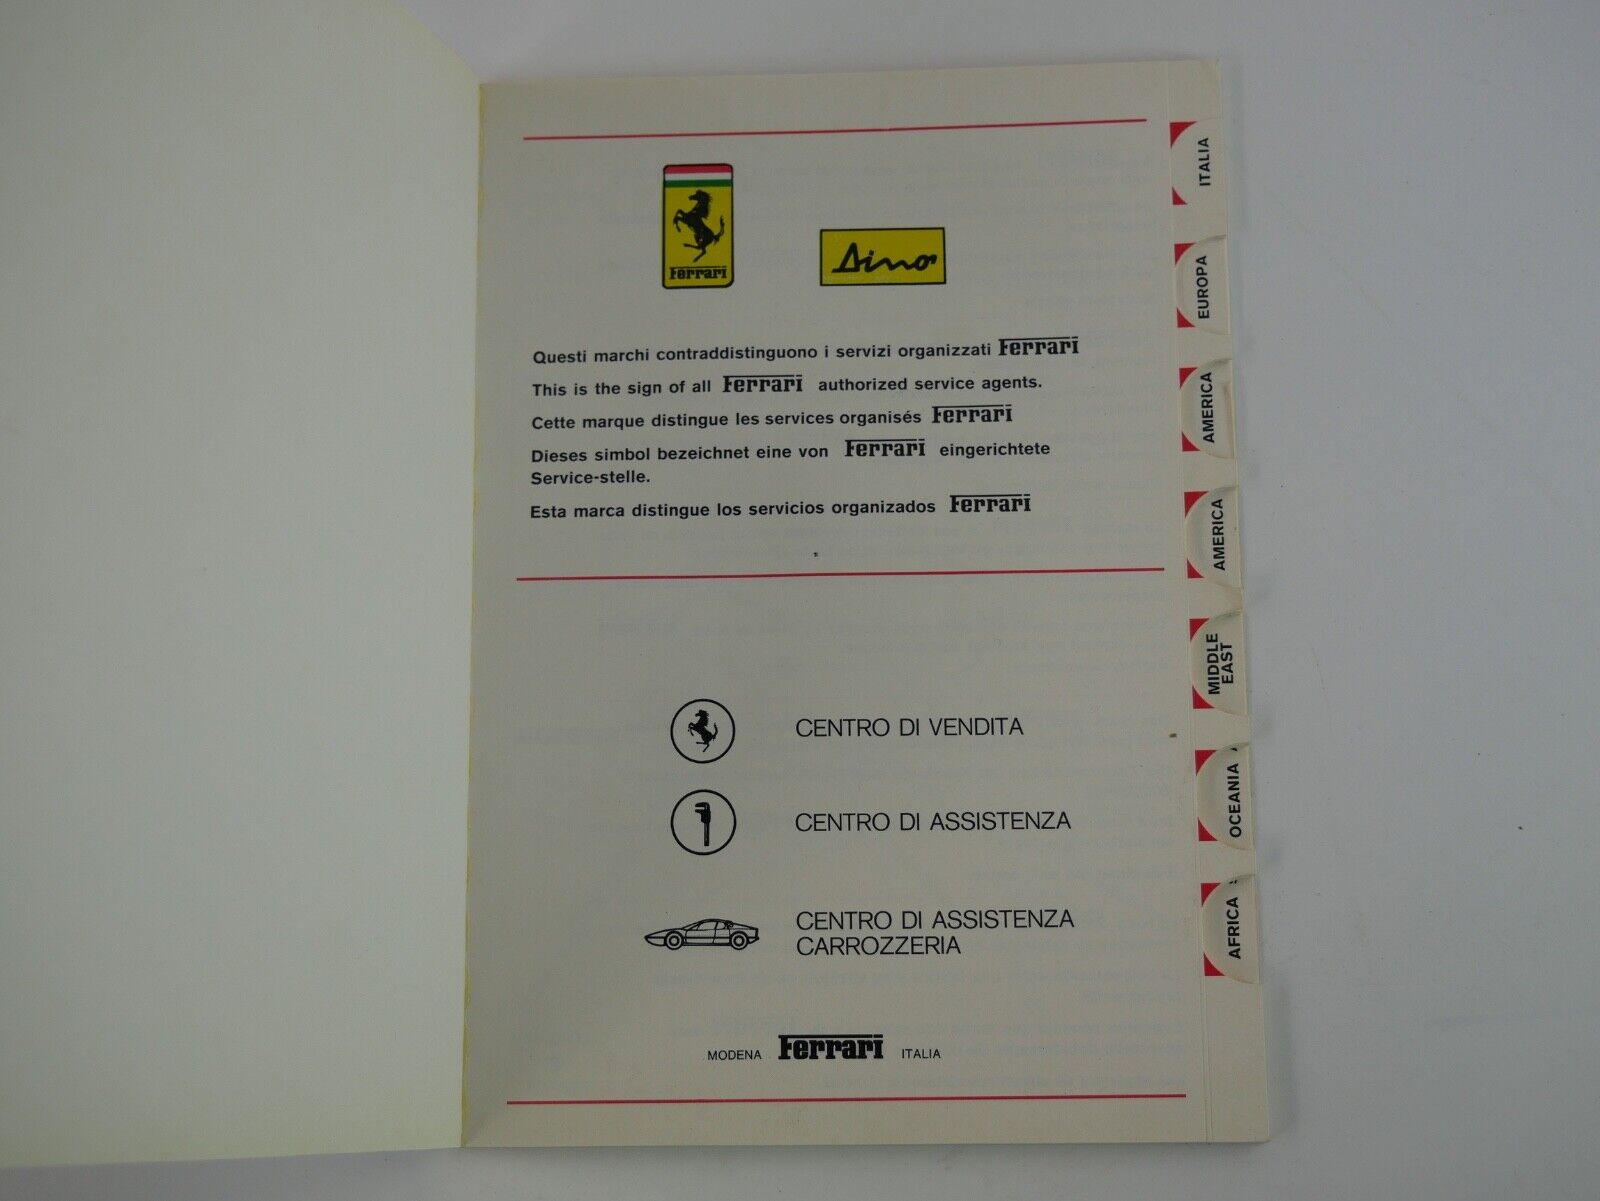 Ferrari
Dino
Questi marchi contraddistinguono i servizi organizzati Ferrari
This is the sign of all Ferrari authorized service agents.
Cette marque distingue les services organisés Ferrari
Dieses simbol bezeichnet eine von Ferrari eingerichtete
Service-stelle.
Esta marca distingue los servicios organizados Ferrari
CENTRO DI VENDITA
CENTRO DI ASSISTENZA
CENTRO DI ASSISTENZA
CARROZZERIA
MODENA Ferrari ITALIA
ITALIA
EUROPA
AMERICA
AMERICA
MIDDLE
EAST
OCEANIA
AFRICA